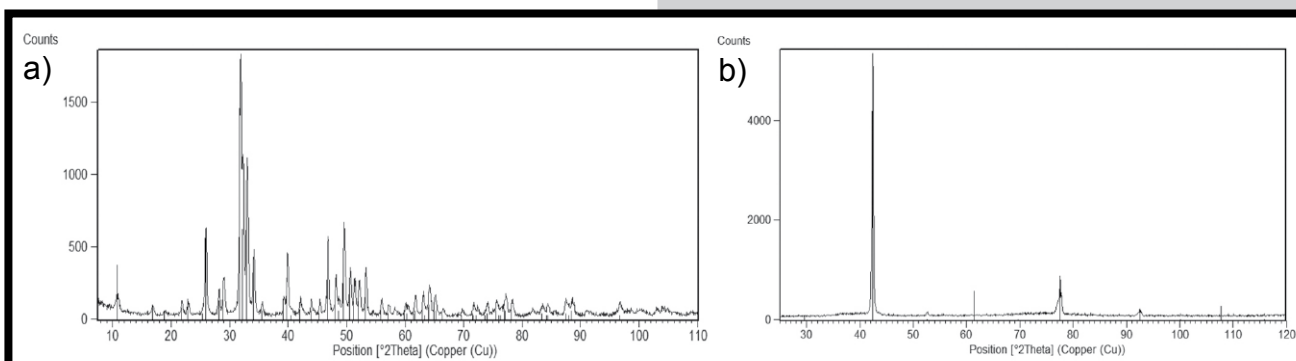 Counts
a)
1500
1000
500
0
10 20 30 40 50 60 70 80 90 100 110
Position [°2Theta] (Copper (Cu))
Counts
b)
4000
2000
0
30 40 50 60 70 80 90 100 110 120
Position [°2Theta] (Copper (Cu))